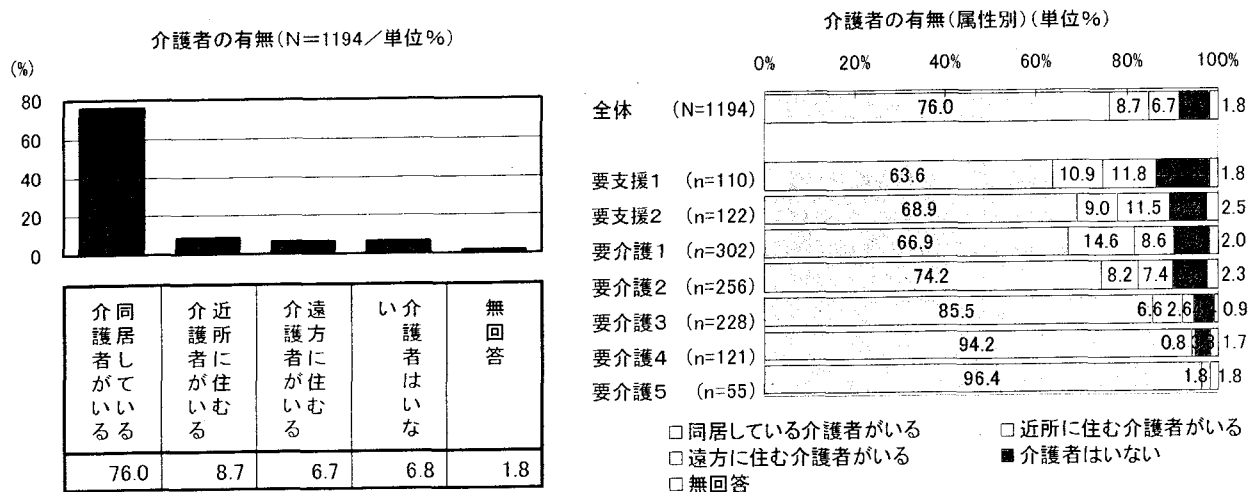 介護者の有無(N=1194/単位%)
(%)
80
60
40
20
0
同居している介護者がいる
近所に住む介護者がいる
遠方に住む介護者がいる
介護者はいない
無回答
76.0 8.7 6.7 6.8 1.8
介護者の有無(属性別)(単位%)
0% 20% 40% 60% 80% 100%
全体 (N=1194) 76.0 8.7 6.7 1.8
要支援1 (n=110) 63.6 10.9 11.8 1.8
要支援2 (n=122) 68.9 9.0 11.5 2.5
要介護1 (n=302) 66.9 14.6 8.6 2.0
要介護2 (n=256) 74.2 8.2 7.4 2.3
要介護3 (n=228) 85.5 6.6 2.6 0.9
要介護4 (n=121) 94.2 0.8 1.7
要介護5 (n=55) 96.4 1.8 1.8
□同居している介護者がいる □近所に住む介護者がいる
□遠方に住む介護者がいる ■介護者はいない
□無回答